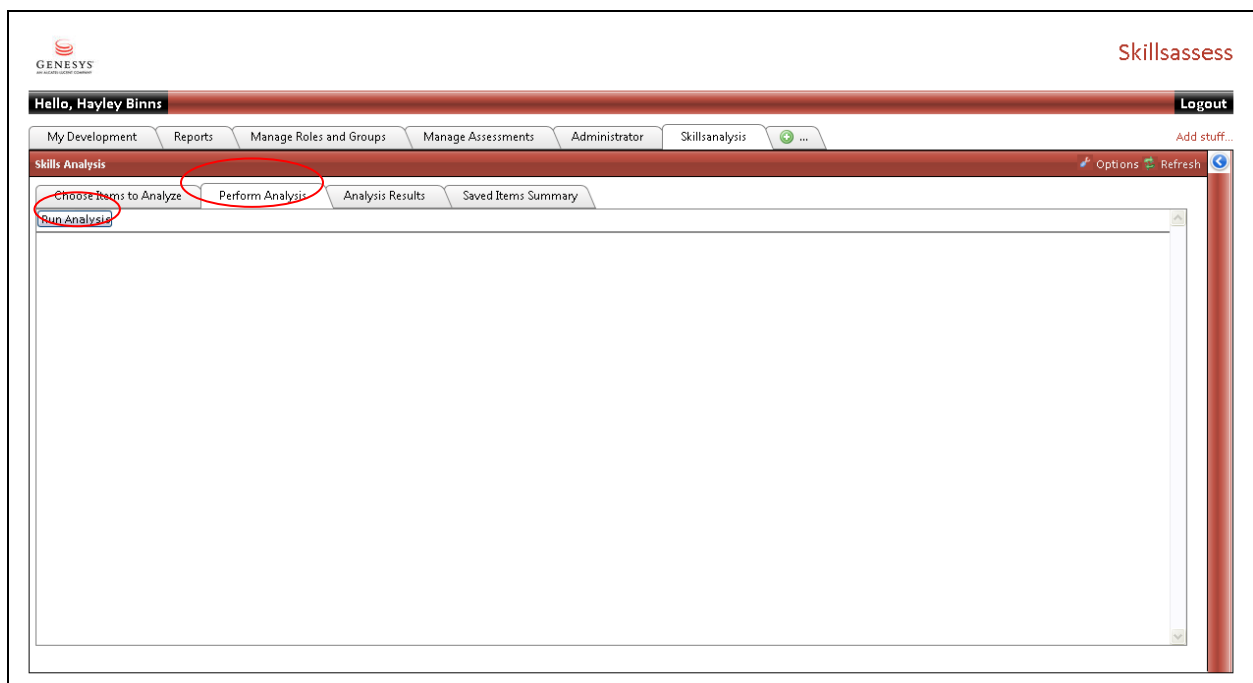 GENESYS
AN ALCATEL-LUCENT COMPANY
Skillsassess
Hello, Hayley Binns
Logout
My Development Reports Manage Roles and Groups Manage Assessments Administrator Skillsanalysis ... Add stuff...
Skills Analysis
Options Refresh
Choose Items to Analyze Perform Analysis Analysis Results Saved Items Summary
Run Analysis